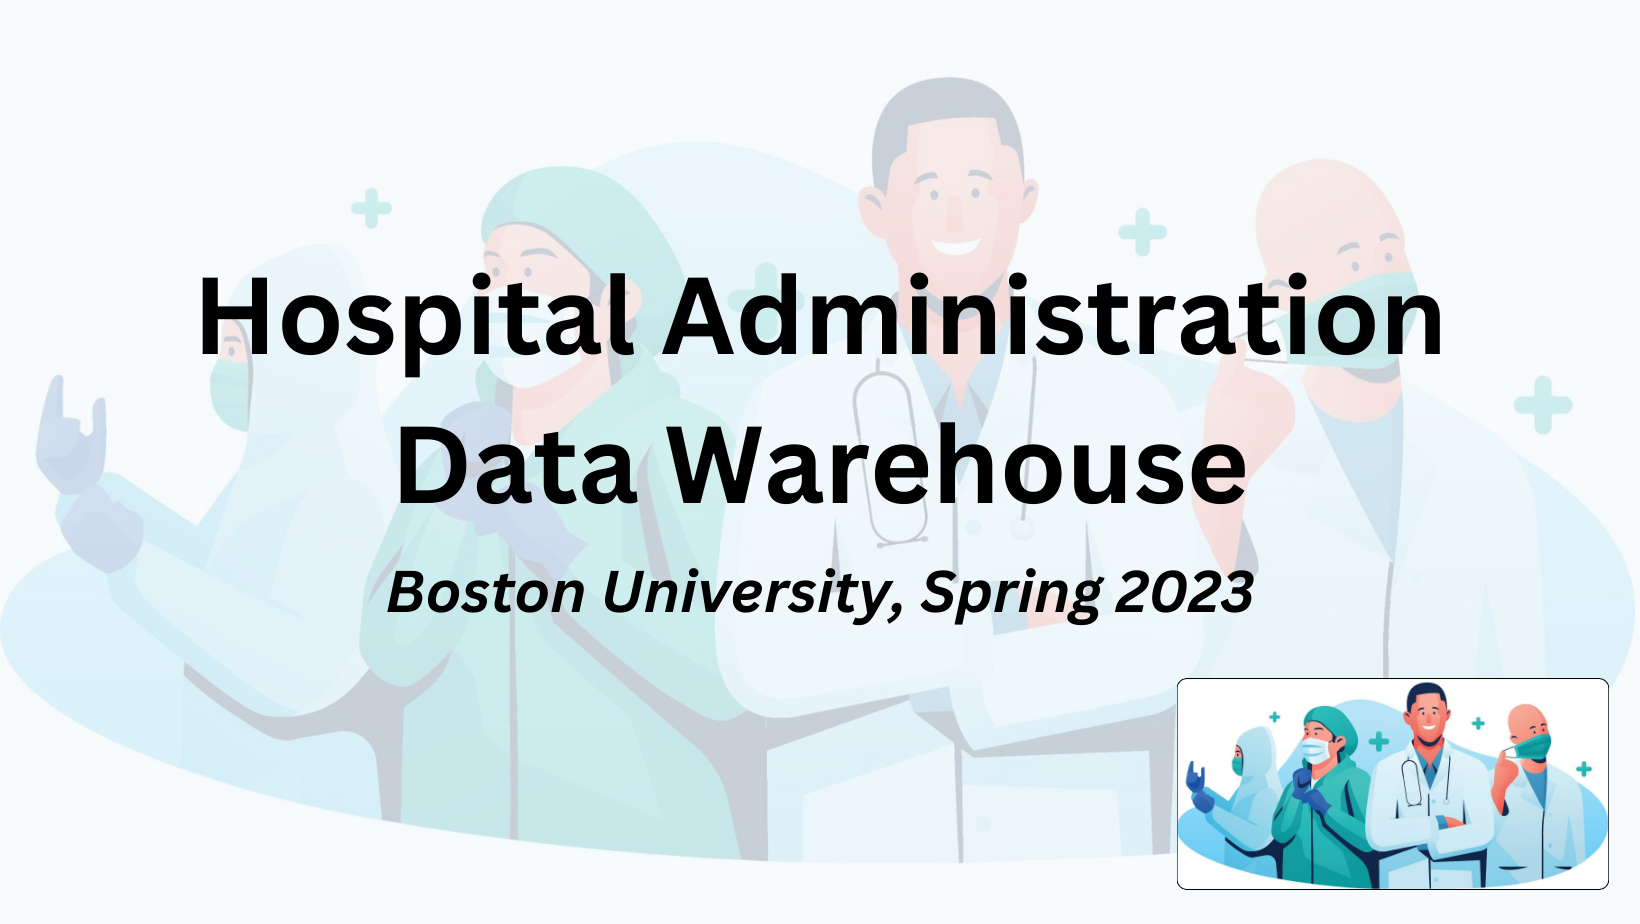 Hospital Administration
Data Warehouse
Boston University, Spring 2023